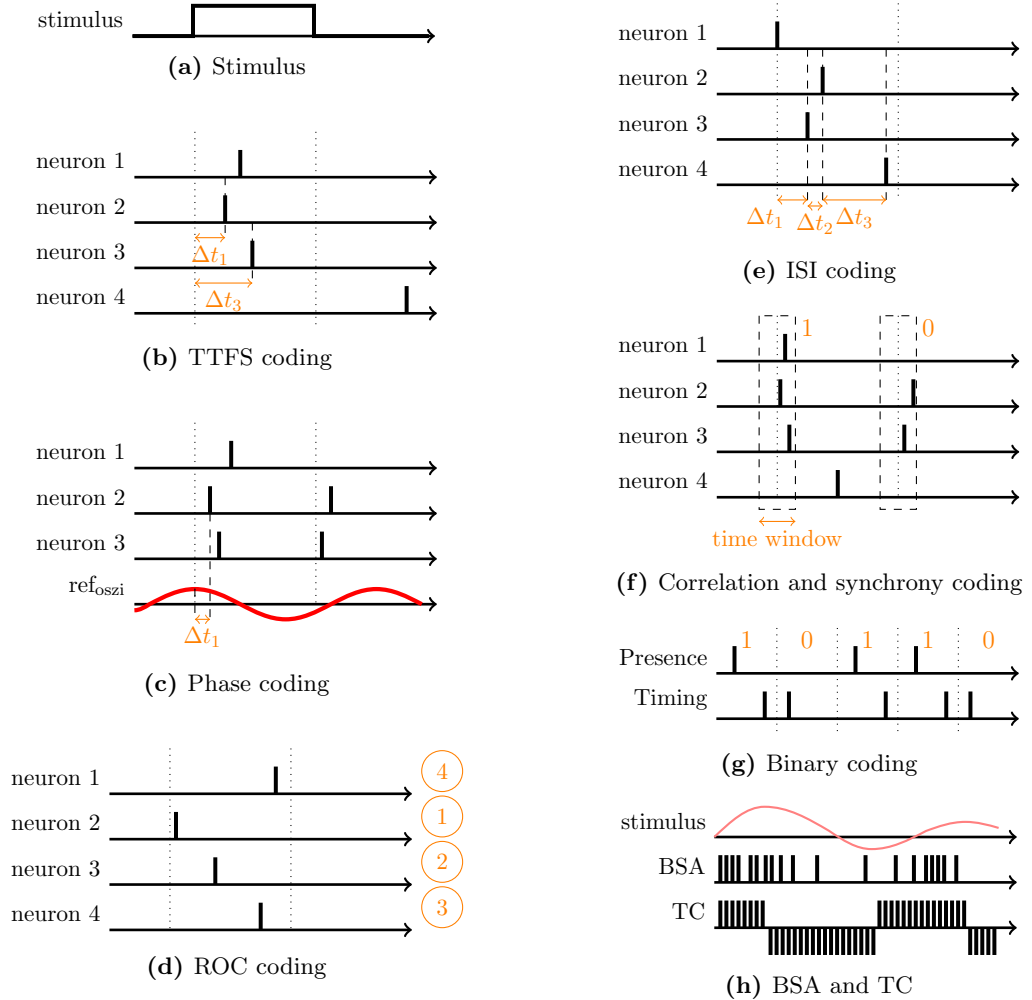 stimulus
(a) Stimulus
neuron 1
neuron 2
Δt₁
neuron 3
Δt₃
neuron 4
(b) TTFS coding
neuron 1
neuron 2
neuron 3
ref_oszi
Δt₁
(c) Phase coding
neuron 1 4
neuron 2 1
neuron 3 2
neuron 4 3
(d) ROC coding
neuron 1
neuron 2
neuron 3
neuron 4
Δt₁ Δt₂ Δt₃
(e) ISI coding
1 0
neuron 1
neuron 2
neuron 3
neuron 4
time window
(f) Correlation and synchrony coding
1 0 1 1 0
Presence
Timing
(g) Binary coding
stimulus
BSA
TC
(h) BSA and TC